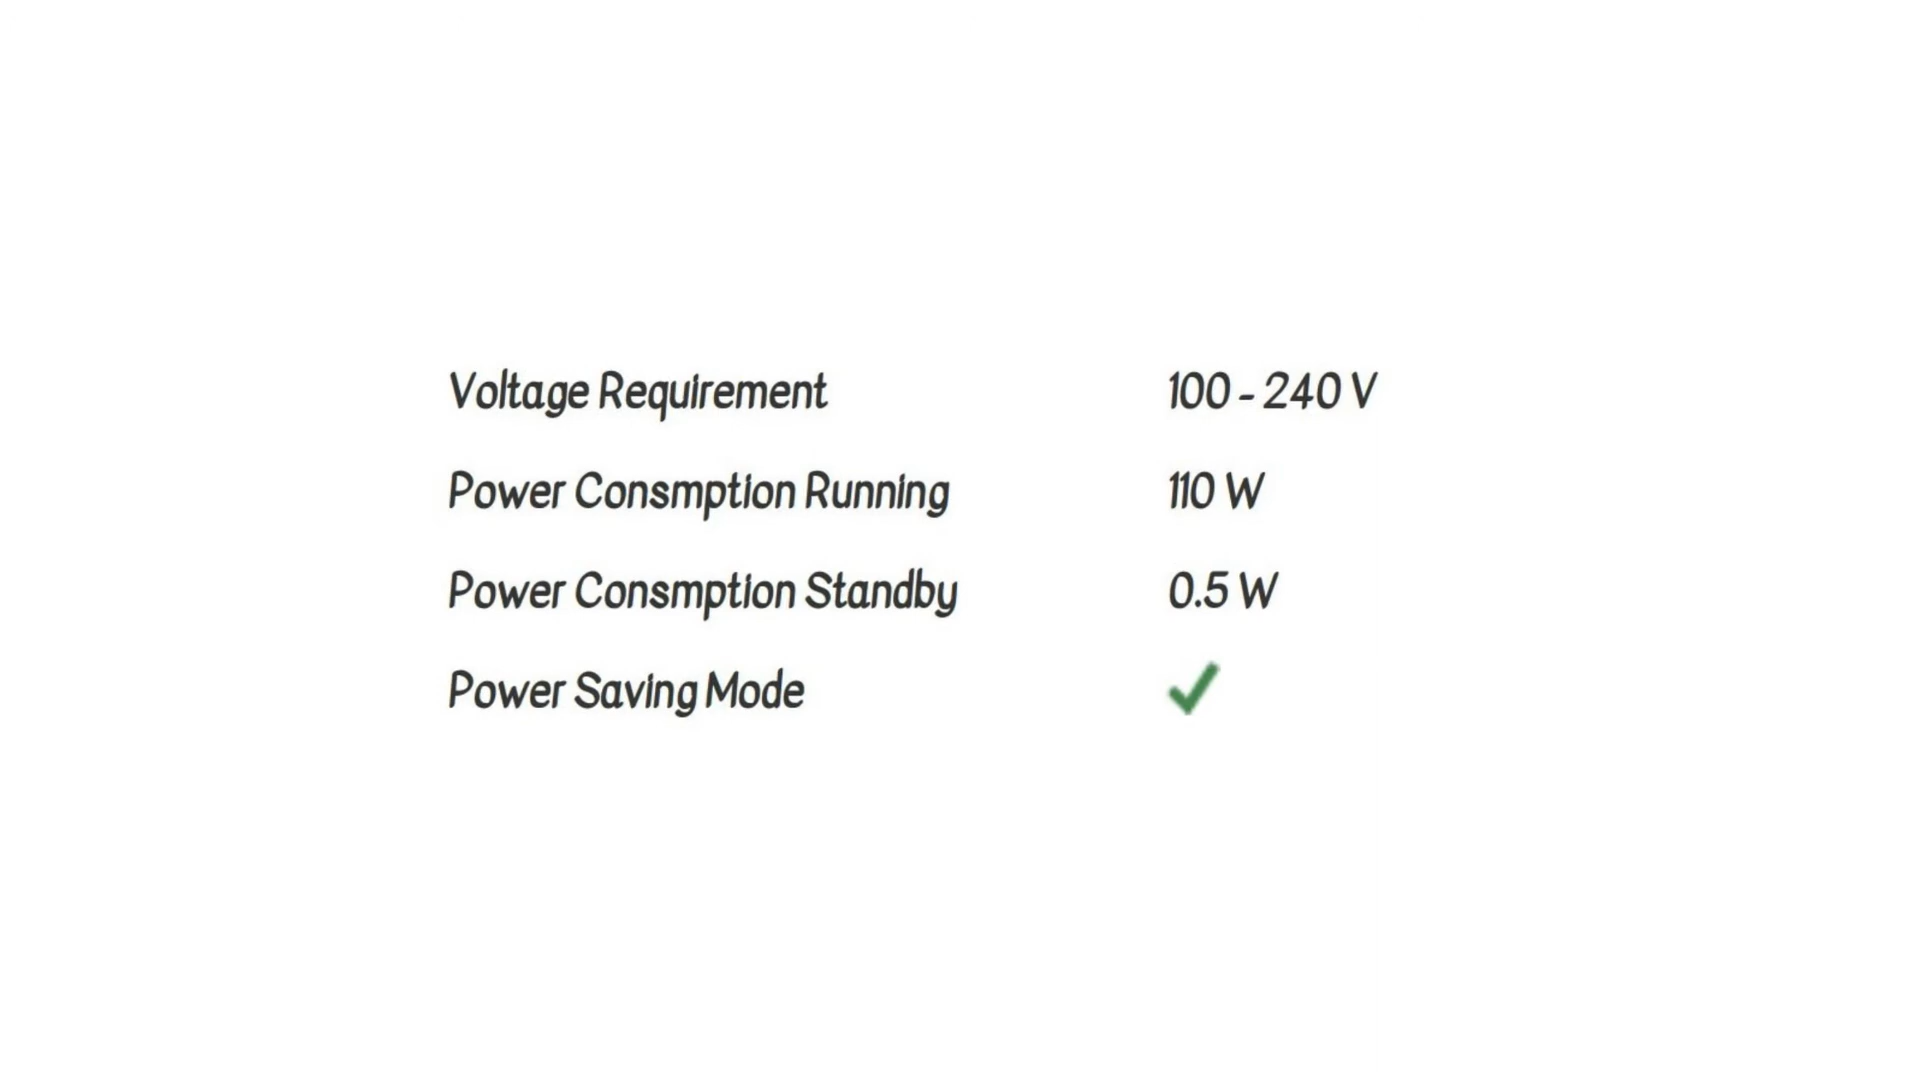 Voltage Requirement 100 - 240 V
Power Consmption Running 110 W
Power Consmption Standby 0.5 W
Power Saving Mode ✔